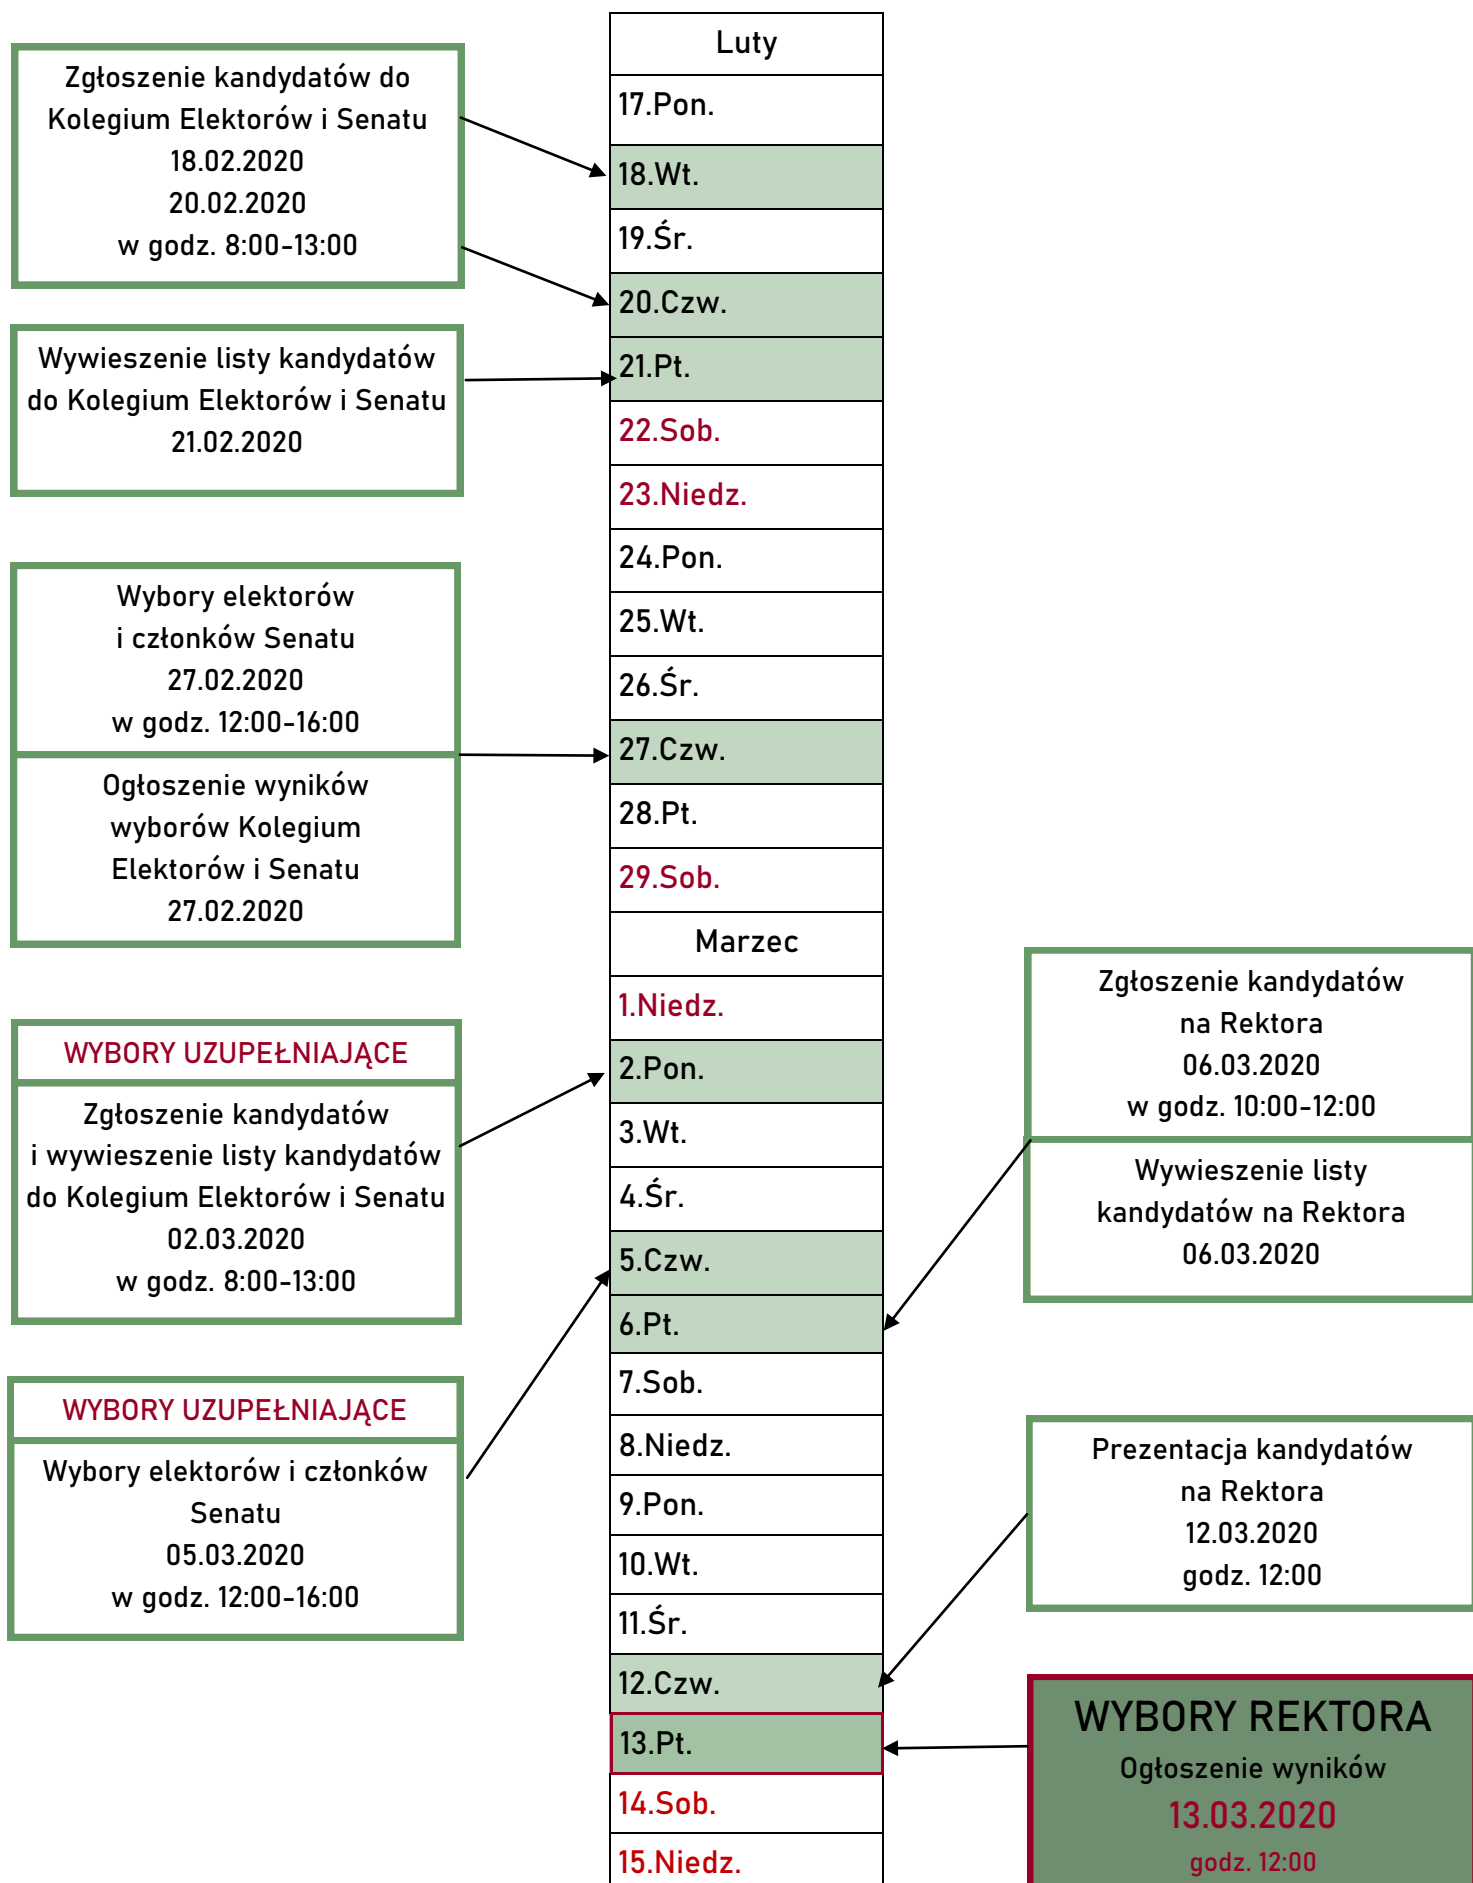 Zgłoszenie kandydatów do
Kolegium Elektorów i Senatu
18.02.2020
20.02.2020
w godz. 8:00-13:00
Wywieszenie listy kandydatów
do Kolegium Elektorów i Senatu
21.02.2020
Wybory elektorów
i członków Senatu
27.02.2020
w godz. 12:00-16:00
Ogłoszenie wyników
wyborów Kolegium
Elektorów i Senatu
27.02.2020
WYBORY UZUPEŁNIAJĄCE
Zgłoszenie kandydatów
i wywieszenie listy kandydatów
do Kolegium Elektorów i Senatu
02.03.2020
w godz. 8:00-13:00
WYBORY UZUPEŁNIAJĄCE
Wybory elektorów i członków
Senatu
05.03.2020
w godz. 12:00-16:00
Luty
17.Pon.
18.Wt.
19.Śr.
20.Czw.
21.Pt.
22.Sob.
23.Niedz.
24.Pon.
25.Wt.
26.Śr.
27.Czw.
28.Pt.
29.Sob.
Marzec
1.Niedz.
2.Pon.
3.Wt.
4.Śr.
5.Czw.
6.Pt.
7.Sob.
8.Niedz.
9.Pon.
10.Wt.
11.Śr.
12.Czw.
13.Pt.
14.Sob.
15.Niedz.
Zgłoszenie kandydatów
na Rektora
06.03.2020
w godz. 10:00-12:00
Wywieszenie listy
kandydatów na Rektora
06.03.2020
Prezentacja kandydatów
na Rektora
12.03.2020
godz. 12:00
WYBORY REKTORA
Ogłoszenie wyników
13.03.2020
godz. 12:00